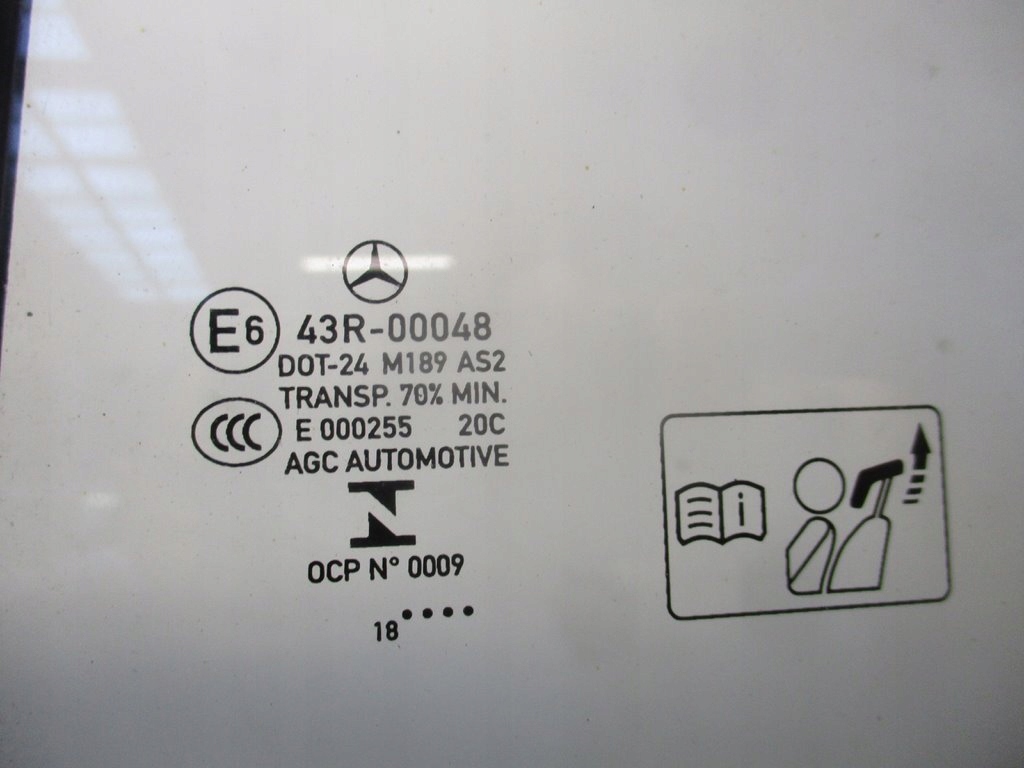 E6 43R-00048
DOT-24 M189 AS2
TRANSP. 70% MIN.
CCC E 000255 20C
AGC AUTOMOTIVE
N
OCP N° 0009
18 ••••
i